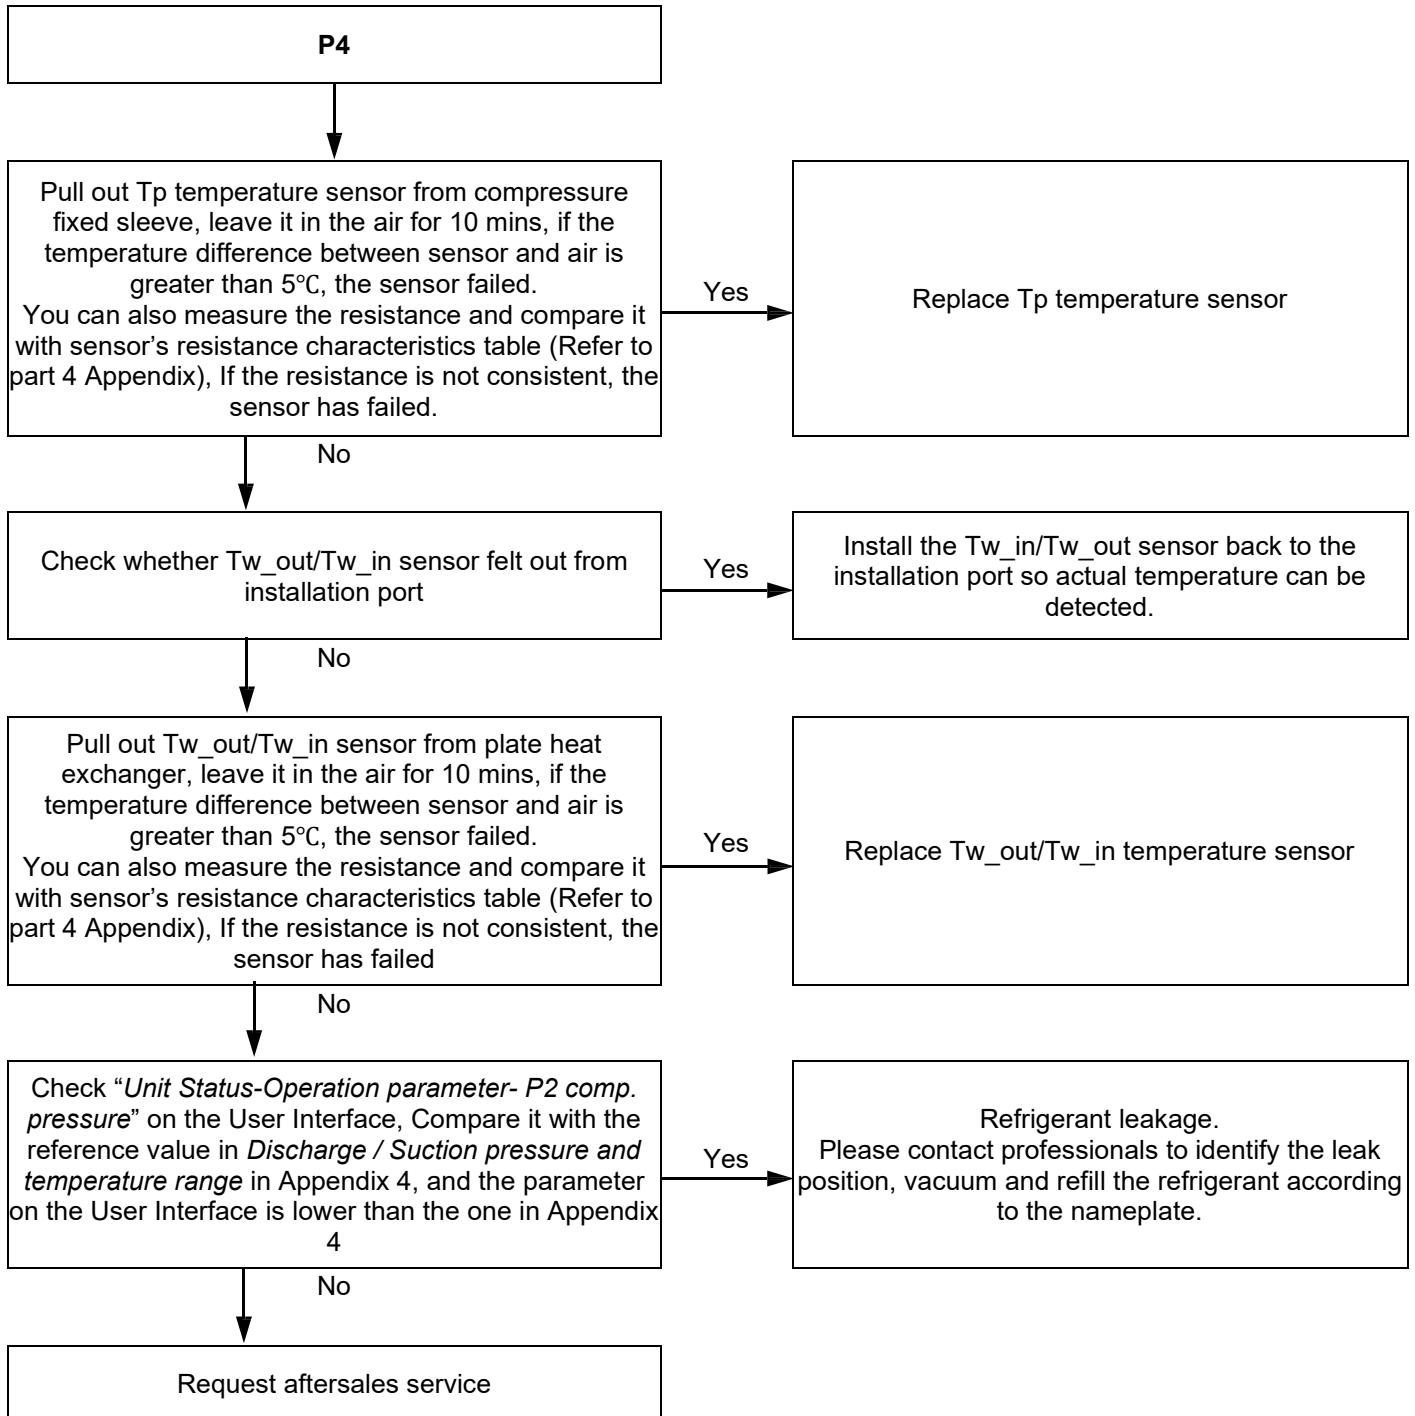 P4
Pull out Tp temperature sensor from compressure
fixed sleeve, leave it in the air for 10 mins, if the
temperature difference between sensor and air is
greater than 5℃, the sensor failed.
You can also measure the resistance and compare it
with sensor’s resistance characteristics table (Refer to
part 4 Appendix), If the resistance is not consistent, the
sensor has failed.
Yes
Replace Tp temperature sensor
No
Check whether Tw_out/Tw_in sensor felt out from
installation port
Yes
Install the Tw_in/Tw_out sensor back to the
installation port so actual temperature can be
detected.
No
Pull out Tw_out/Tw_in sensor from plate heat
exchanger, leave it in the air for 10 mins, if the
temperature difference between sensor and air is
greater than 5℃, the sensor failed.
You can also measure the resistance and compare it
with sensor’s resistance characteristics table (Refer to
part 4 Appendix), If the resistance is not consistent, the
sensor has failed
Yes
Replace Tw_out/Tw_in temperature sensor
No
Check “Unit Status-Operation parameter- P2 comp.
pressure” on the User Interface, Compare it with the
reference value in Discharge / Suction pressure and
temperature range in Appendix 4, and the parameter
on the User Interface is lower than the one in Appendix
4
Yes
Refrigerant leakage.
Please contact professionals to identify the leak
position, vacuum and refill the refrigerant according
to the nameplate.
No
Request aftersales service